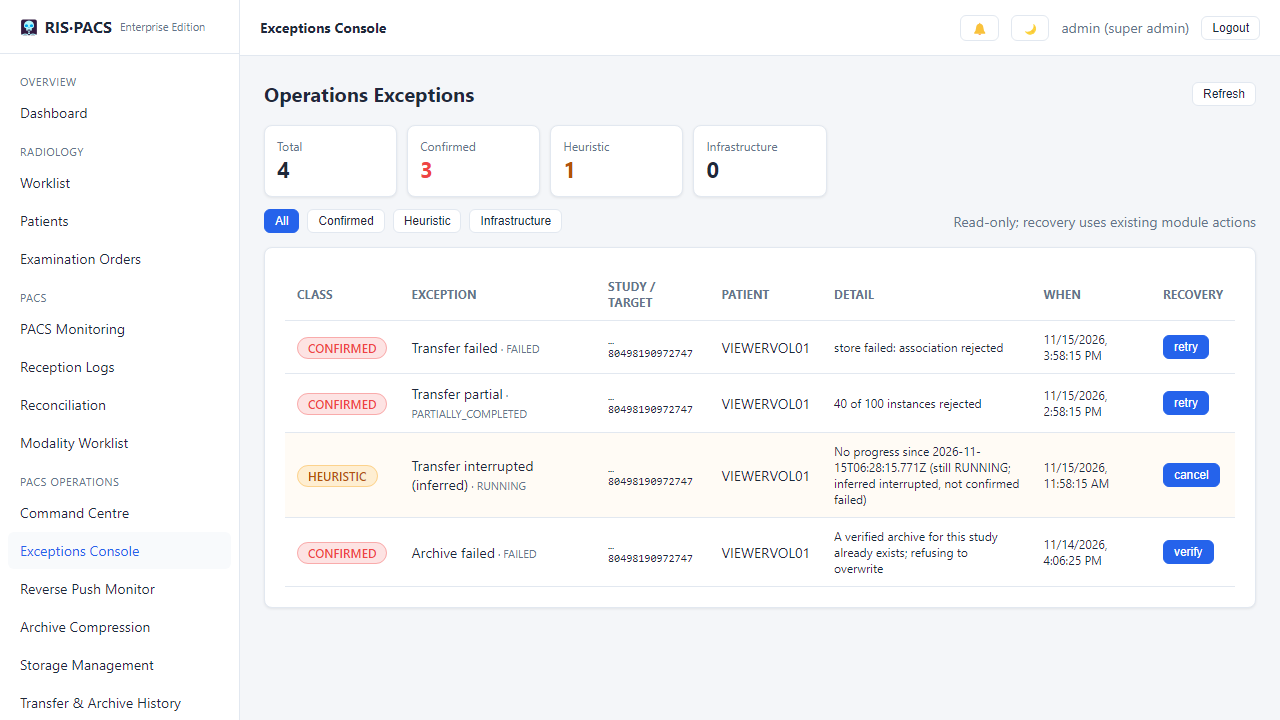 RIS·PACS Enterprise Edition
Exceptions Console
admin (super admin)
Logout
OVERVIEW
Dashboard
RADIOLOGY
Worklist
Patients
Examination Orders
PACS
PACS Monitoring
Reception Logs
Reconciliation
Modality Worklist
PACS OPERATIONS
Command Centre
Exceptions Console
Reverse Push Monitor
Archive Compression
Storage Management
Transfer & Archive History
Operations Exceptions
Refresh
Total
4
Confirmed
3
Heuristic
1
Infrastructure
0
All
Confirmed
Heuristic
Infrastructure
Read-only; recovery uses existing module actions
CLASS
EXCEPTION
STUDY /
TARGET
PATIENT
DETAIL
WHEN
RECOVERY
CONFIRMED
Transfer failed · FAILED
…
80498190972747
VIEWERVOL01
store failed: association rejected
11/15/2026,
3:58:15 PM
retry
CONFIRMED
Transfer partial ·
PARTIALLY_COMPLETED
…
80498190972747
VIEWERVOL01
40 of 100 instances rejected
11/15/2026,
2:58:15 PM
retry
HEURISTIC
Transfer interrupted
(inferred) · RUNNING
…
80498190972747
VIEWERVOL01
No progress since 2026-11-
15T06:28:15.771Z (still RUNNING;
inferred interrupted, not confirmed
failed)
11/15/2026,
11:58:15 AM
cancel
CONFIRMED
Archive failed · FAILED
…
80498190972747
VIEWERVOL01
A verified archive for this study
already exists; refusing to
overwrite
11/14/2026,
4:06:25 PM
verify